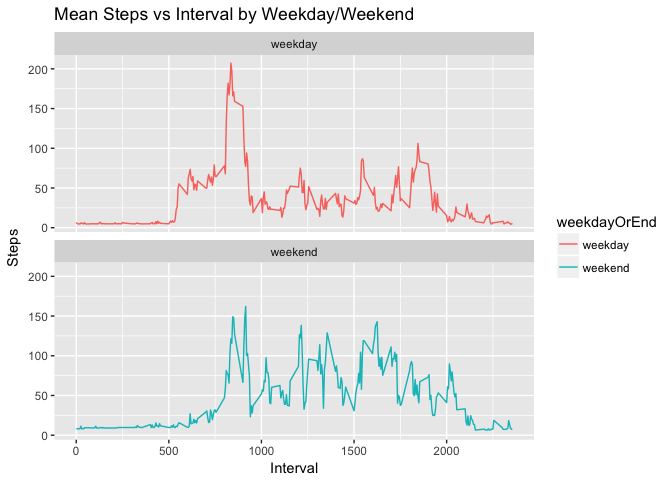 Mean Steps vs Interval by Weekday/Weekend
weekday
200
150
100
50
0
weekend
200
150
100
50
0
0 500 1000 1500 2000
Interval
Steps
weekdayOrEnd
weekday
weekend